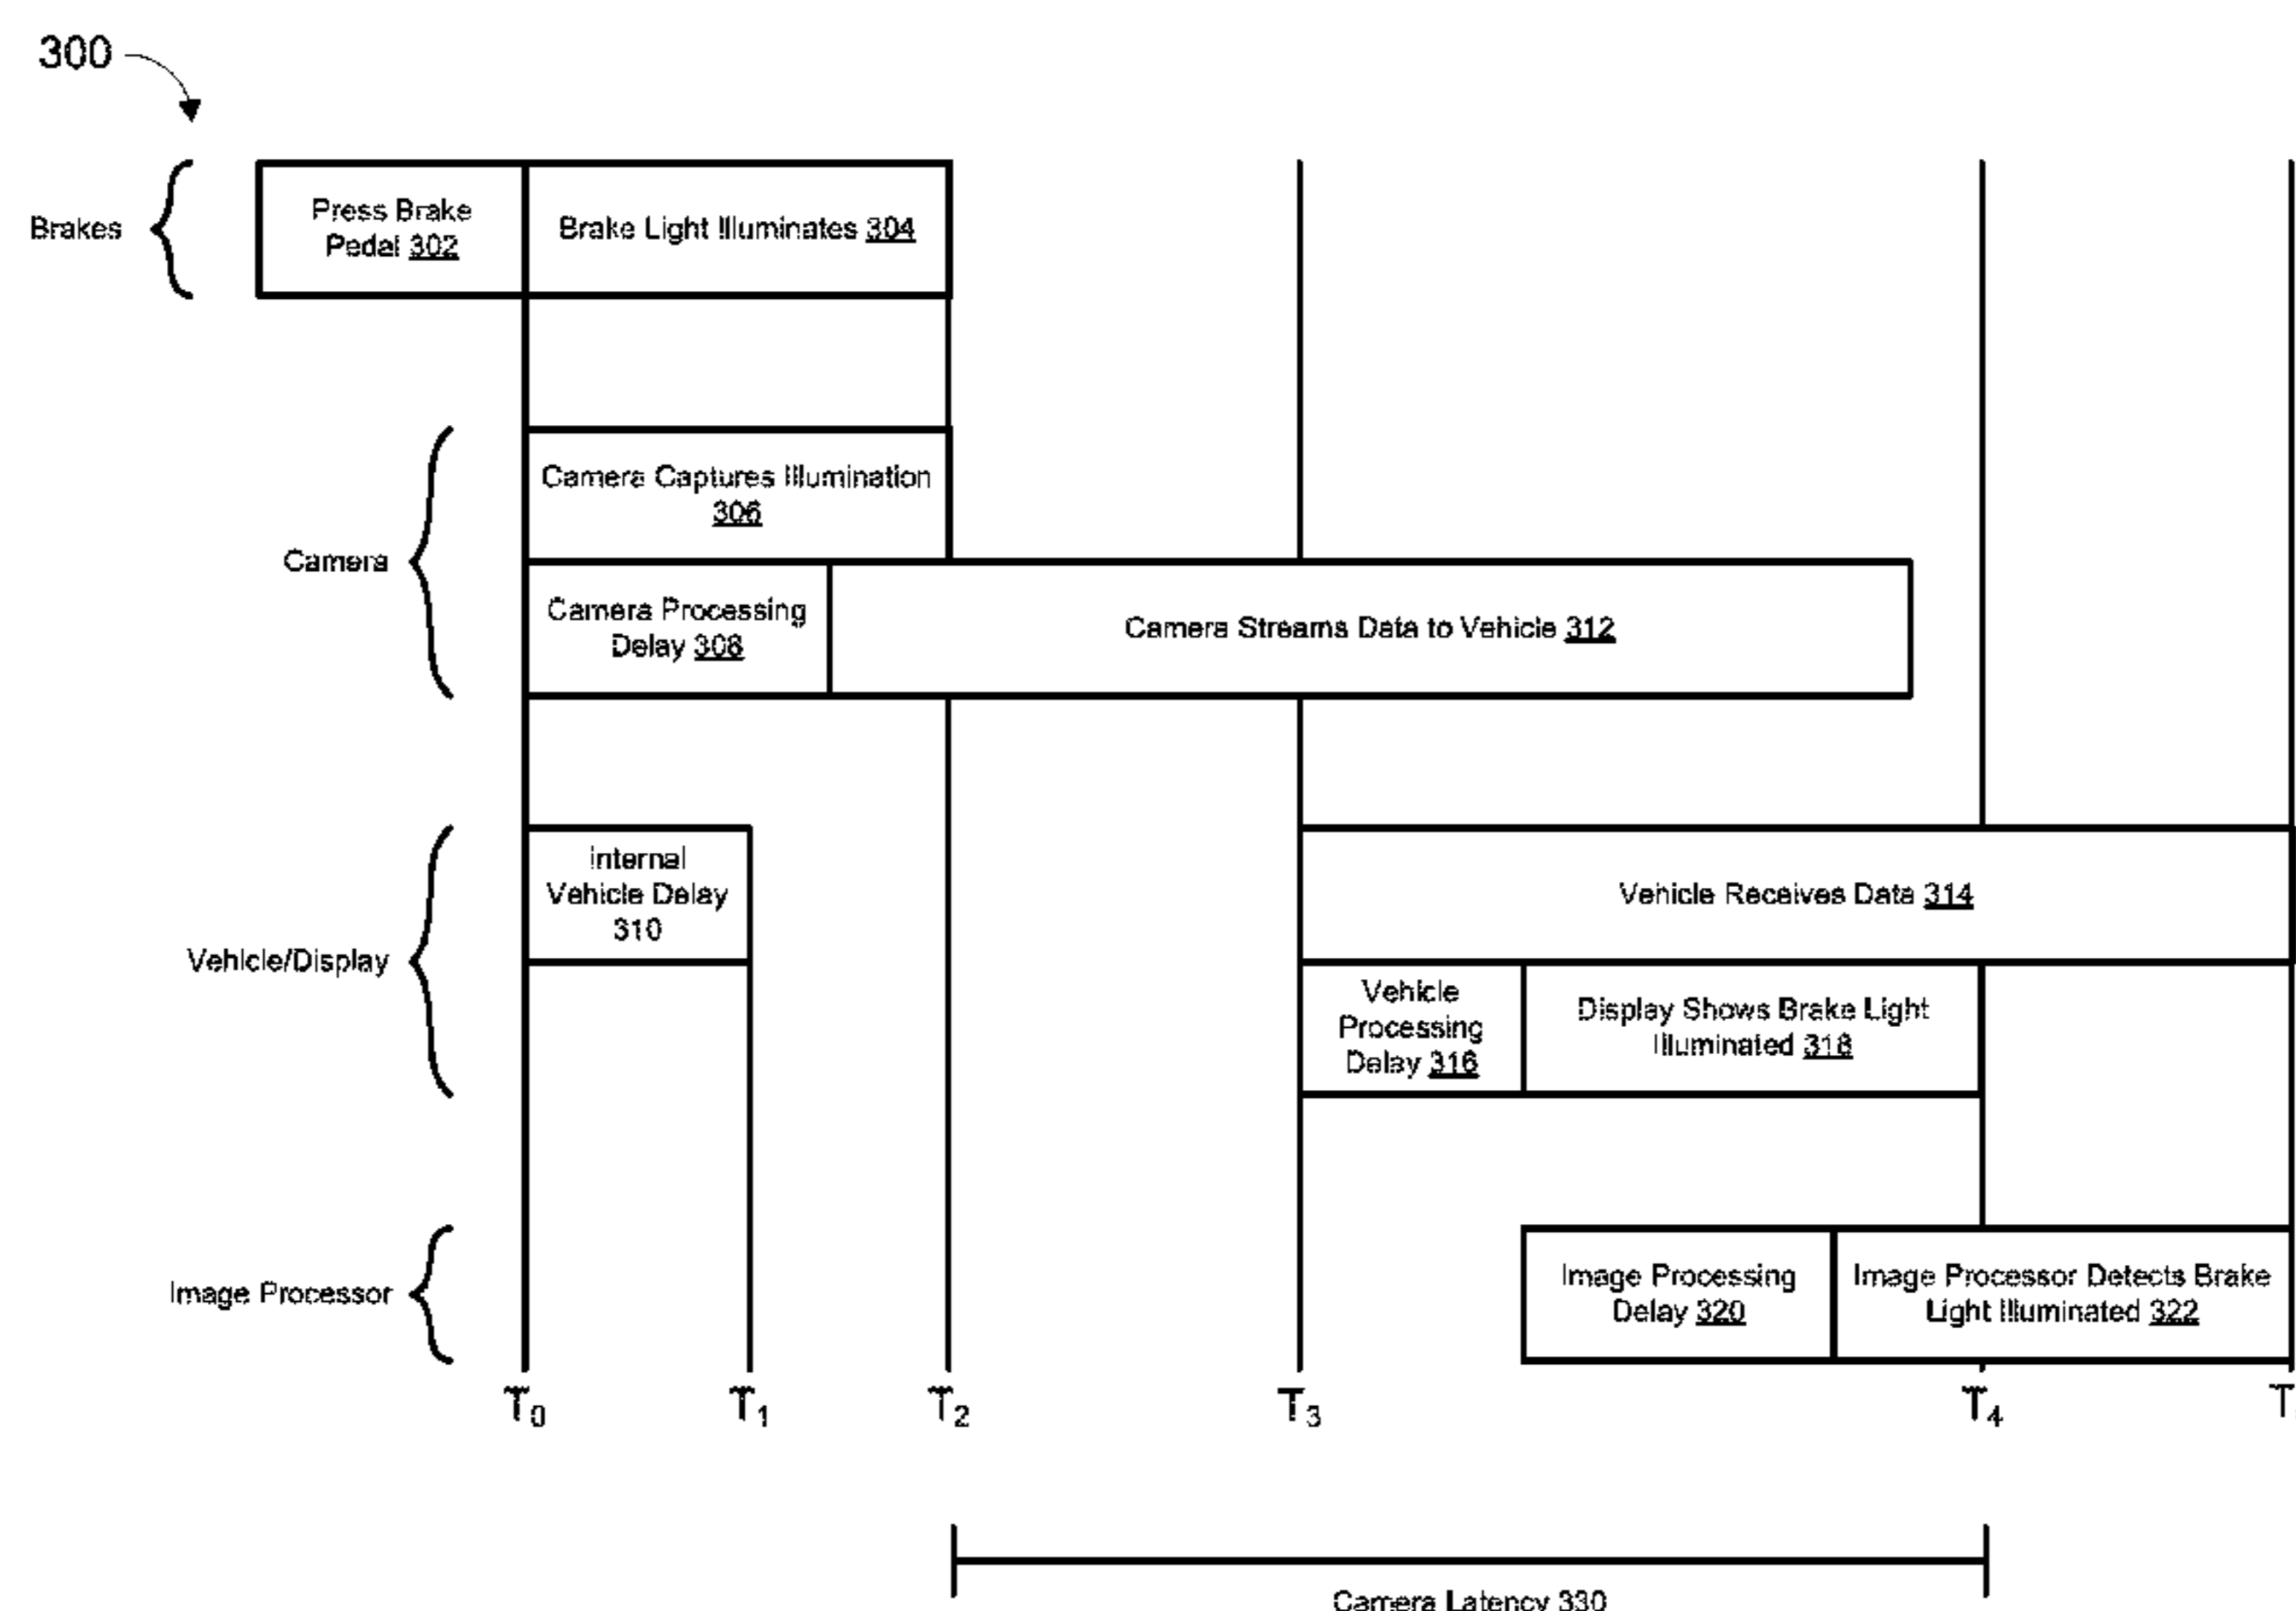 300
Brakes
Press Brake
Pedal 302
Brake Light Illuminates 304
Camera
Camera Captures Illumination
306
Camera Processing
Delay 308
Camera Streams Data to Vehicle 312
Vehicle/Display
Internal
Vehicle Delay
310
Vehicle Receives Data 314
Vehicle
Processing
Delay 316
Display Shows Brake Light
Illuminated 318
Image Processor
Image Processing
Delay 320
Image Processor Detects Brake
Light Illuminated 322
T0
T1
T2
T3
T4
T
Camera Latency 330